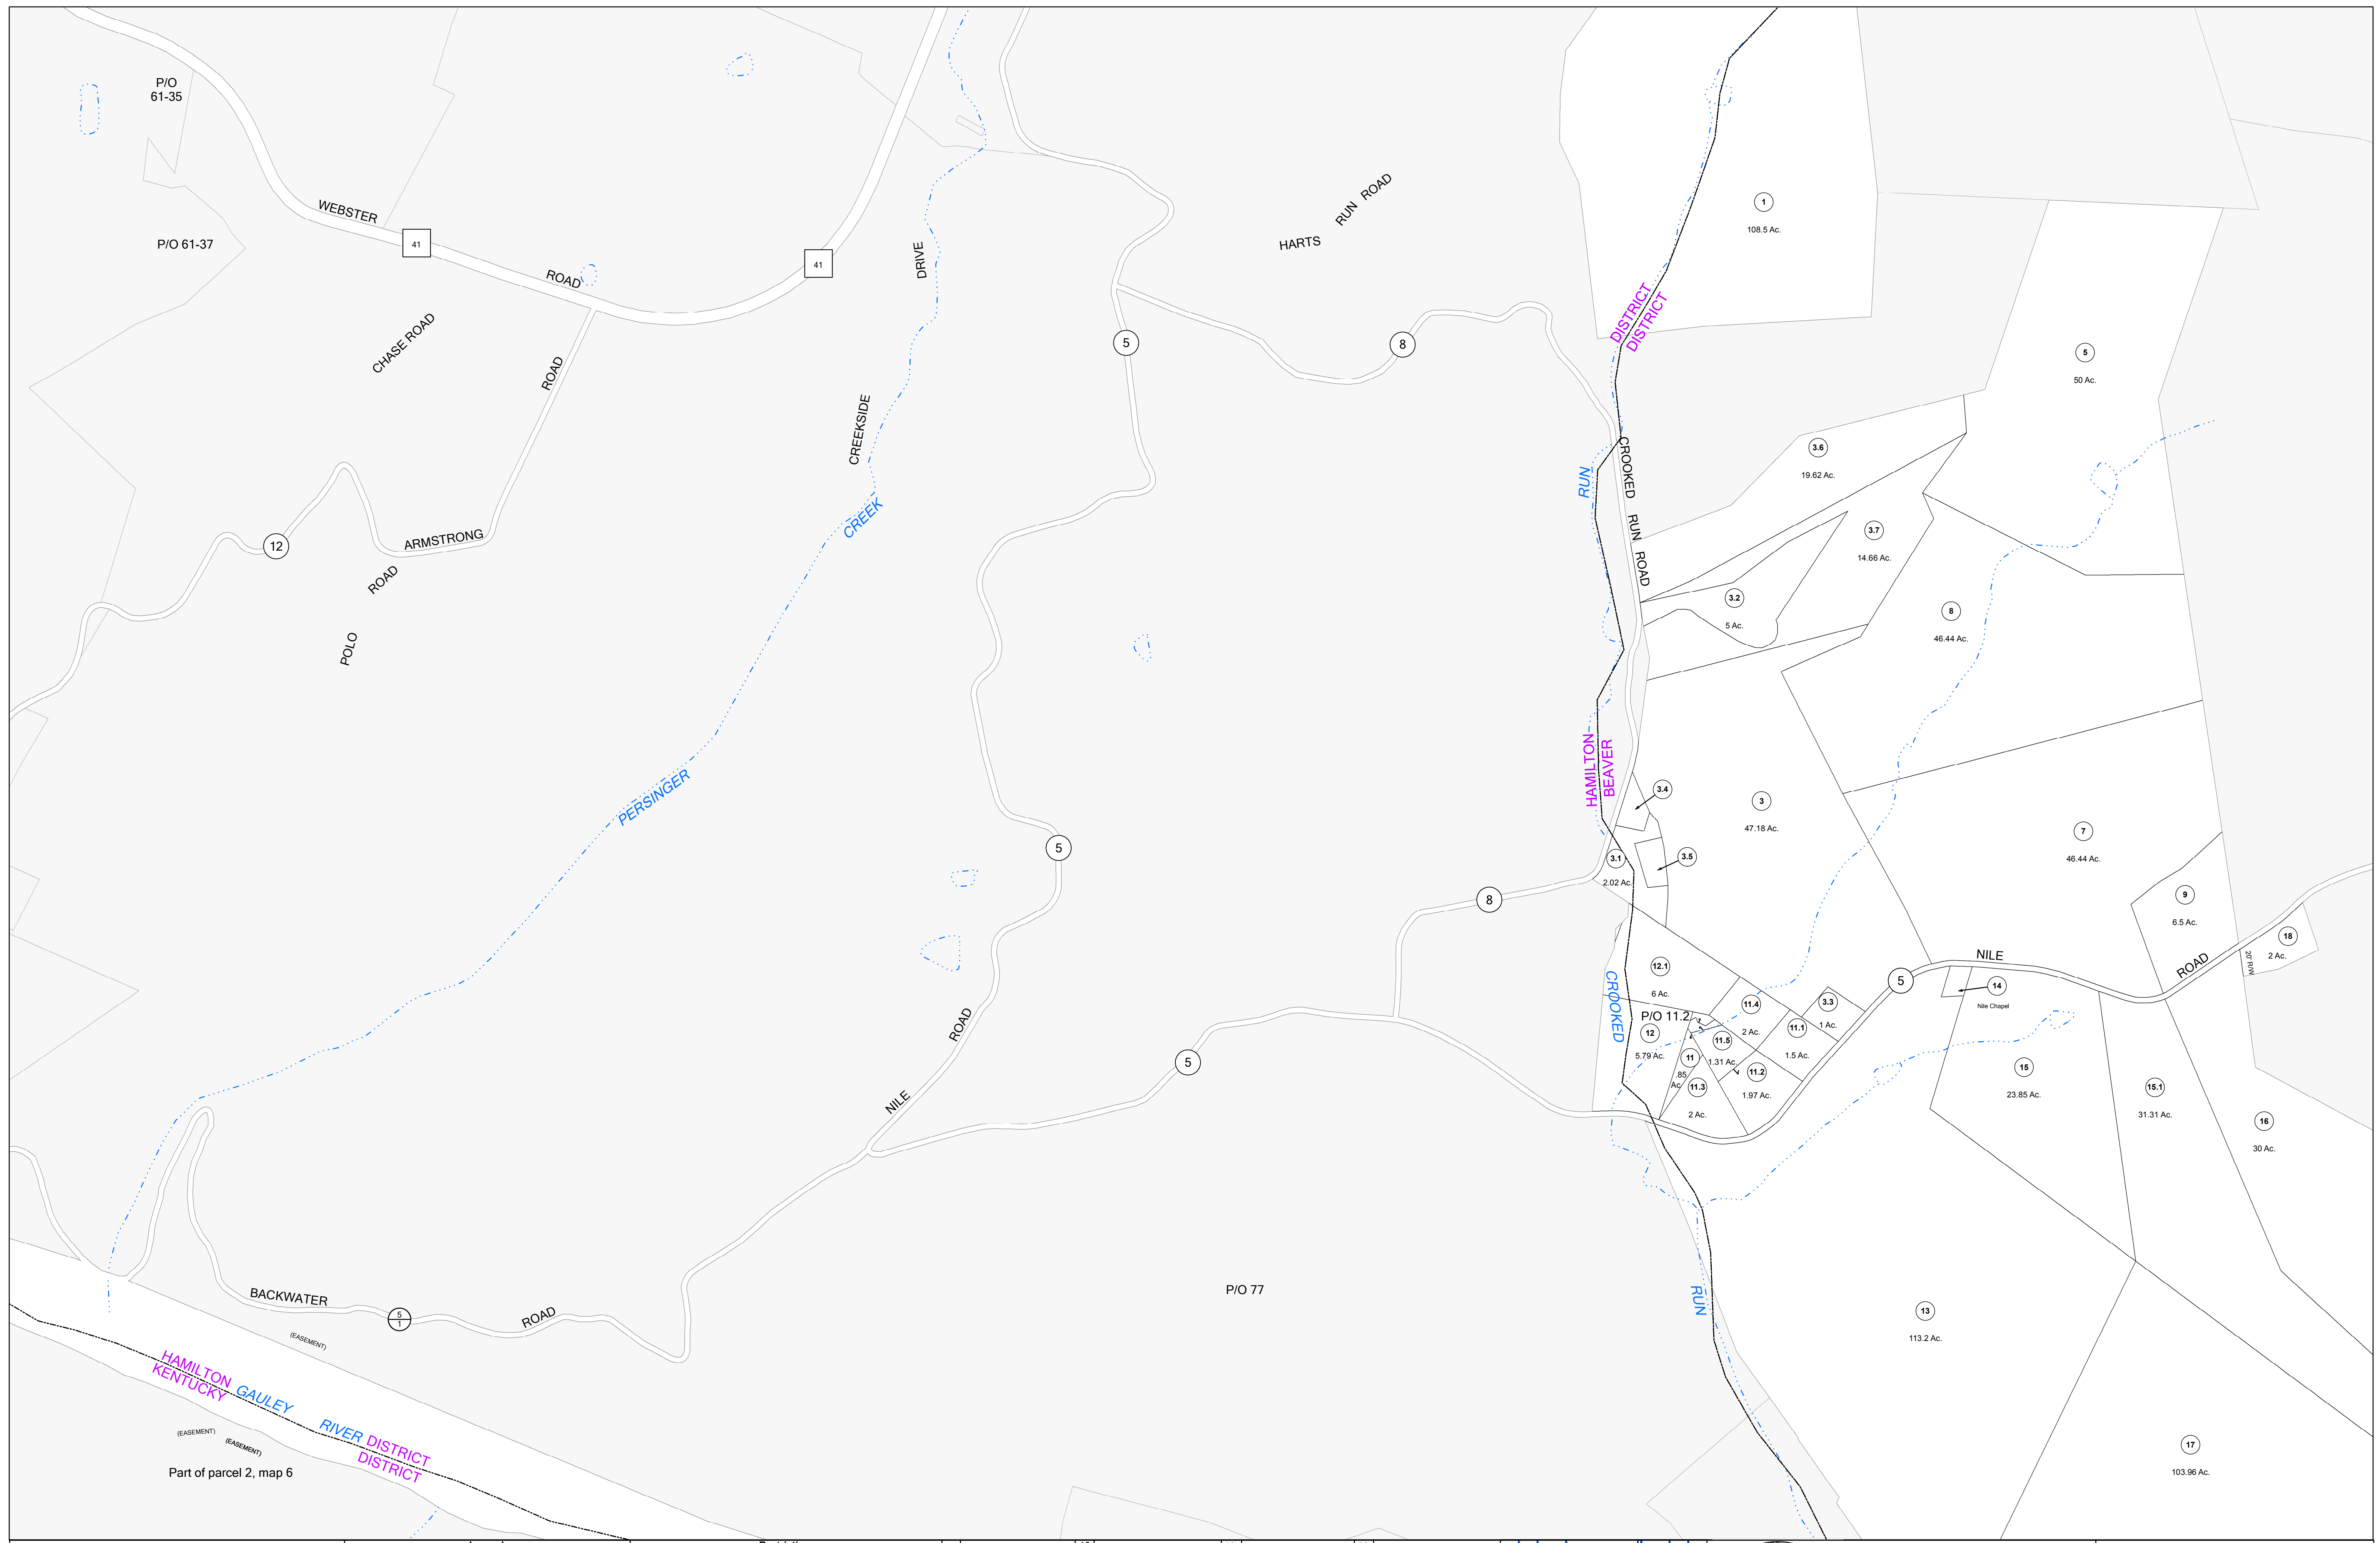 P/O
61-35
P/O 61-37
WEBSTER
41
ROAD
41
CHASE ROAD
ROAD
DRIVE
CREEKSIDE
CREEK
PERSINGER
12
ARMSTRONG
ROAD
POLO
HARTS
RUN ROAD
5
8
DISTRICT
DISTRICT
1
108.5 Ac.
5
50 Ac.
3.6
19.62 Ac.
3.7
14.66 Ac.
3.2
5 Ac.
8
46.44 Ac.
RUN
CROOKED RUN ROAD
HAMILTON
BEAVER
3.4
3
47.18 Ac.
3.5
3.1
2.02 Ac.
7
46.44 Ac.
9
6.5 Ac.
18
2 Ac.
20' R/W
5
8
NILE
ROAD
5
14
Nile Chapel
12.1
6 Ac.
CROOKED
P/O 11.2
12
5.79 Ac.
11.4
2 Ac.
3.3
1 Ac.
11.1
1.5 Ac.
11.5
1.31 Ac.
11
.85
Ac.
11.2
1.97 Ac.
11.3
2 Ac.
15
23.85 Ac.
15.1
31.31 Ac.
16
30 Ac.
ROAD
NILE
5
P/O 77
RUN
13
113.2 Ac.
17
103.96 Ac.
BACKWATER
5
1
ROAD
(EASEMENT)
HAMILTON
KENTUCKY
GAULEY
RIVER
DISTRICT
DISTRICT
(EASEMENT)
(EASEMENT)
Part of parcel 2, map 6